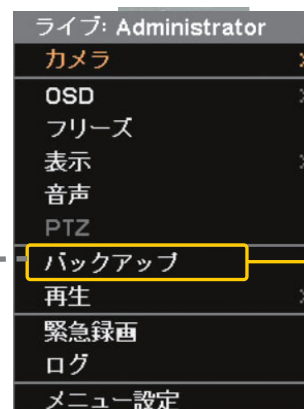 ライブ: Administrator
カメラ
OSD
フリーズ
表示
音声
PTZ
バックアップ
再生
緊急録画
ログ
メニュー設定